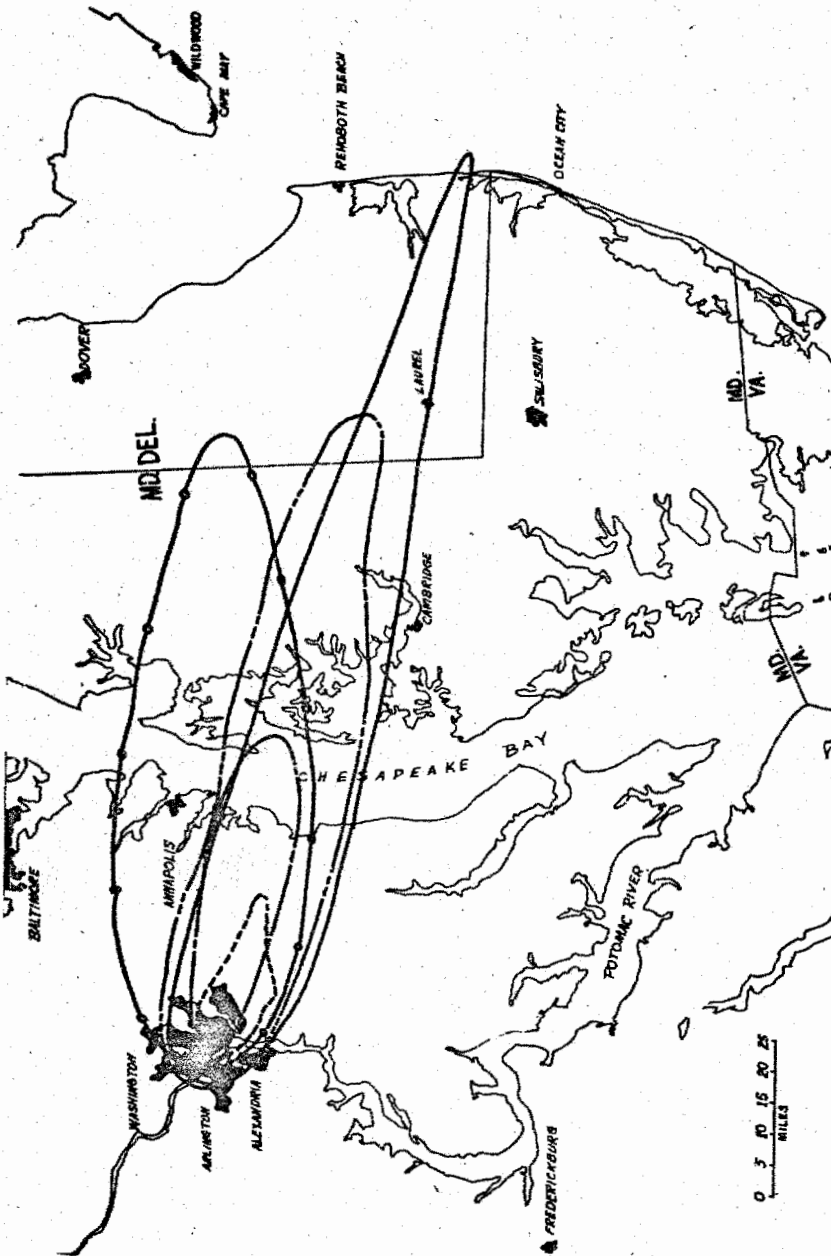 WILDWOOD
CAPE MAY
REHOBOTH BEACH
OCEAN CITY
DOVER
MD. DEL.
LAUREL
SALISBURY
MD.
VA.
CAMBRIDGE
MD.
VA.
CHESAPEAKE BAY
BALTIMORE
ANNAPOLIS
WASHINGTON
ARLINGTON
ALEXANDRIA
POTOMAC RIVER
FREDERICKSBURG
0 5 10 15 20 25
MILES